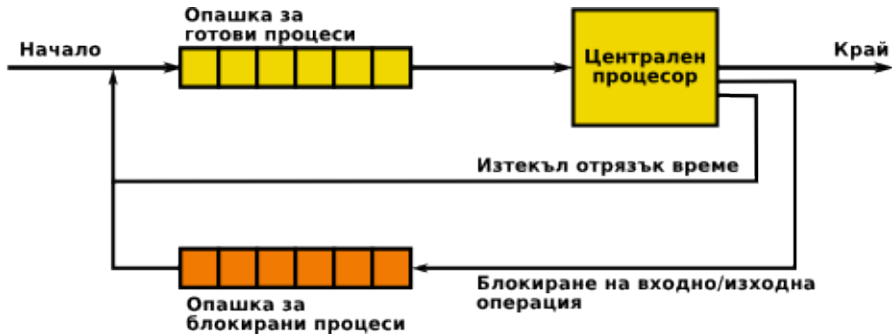 Опашка за
готови процеси
Начало
Централен
процесор
Край
Изтекъл отрязък време
Блокиране на входно/изходна
операция
Опашка за
блокирани процеси